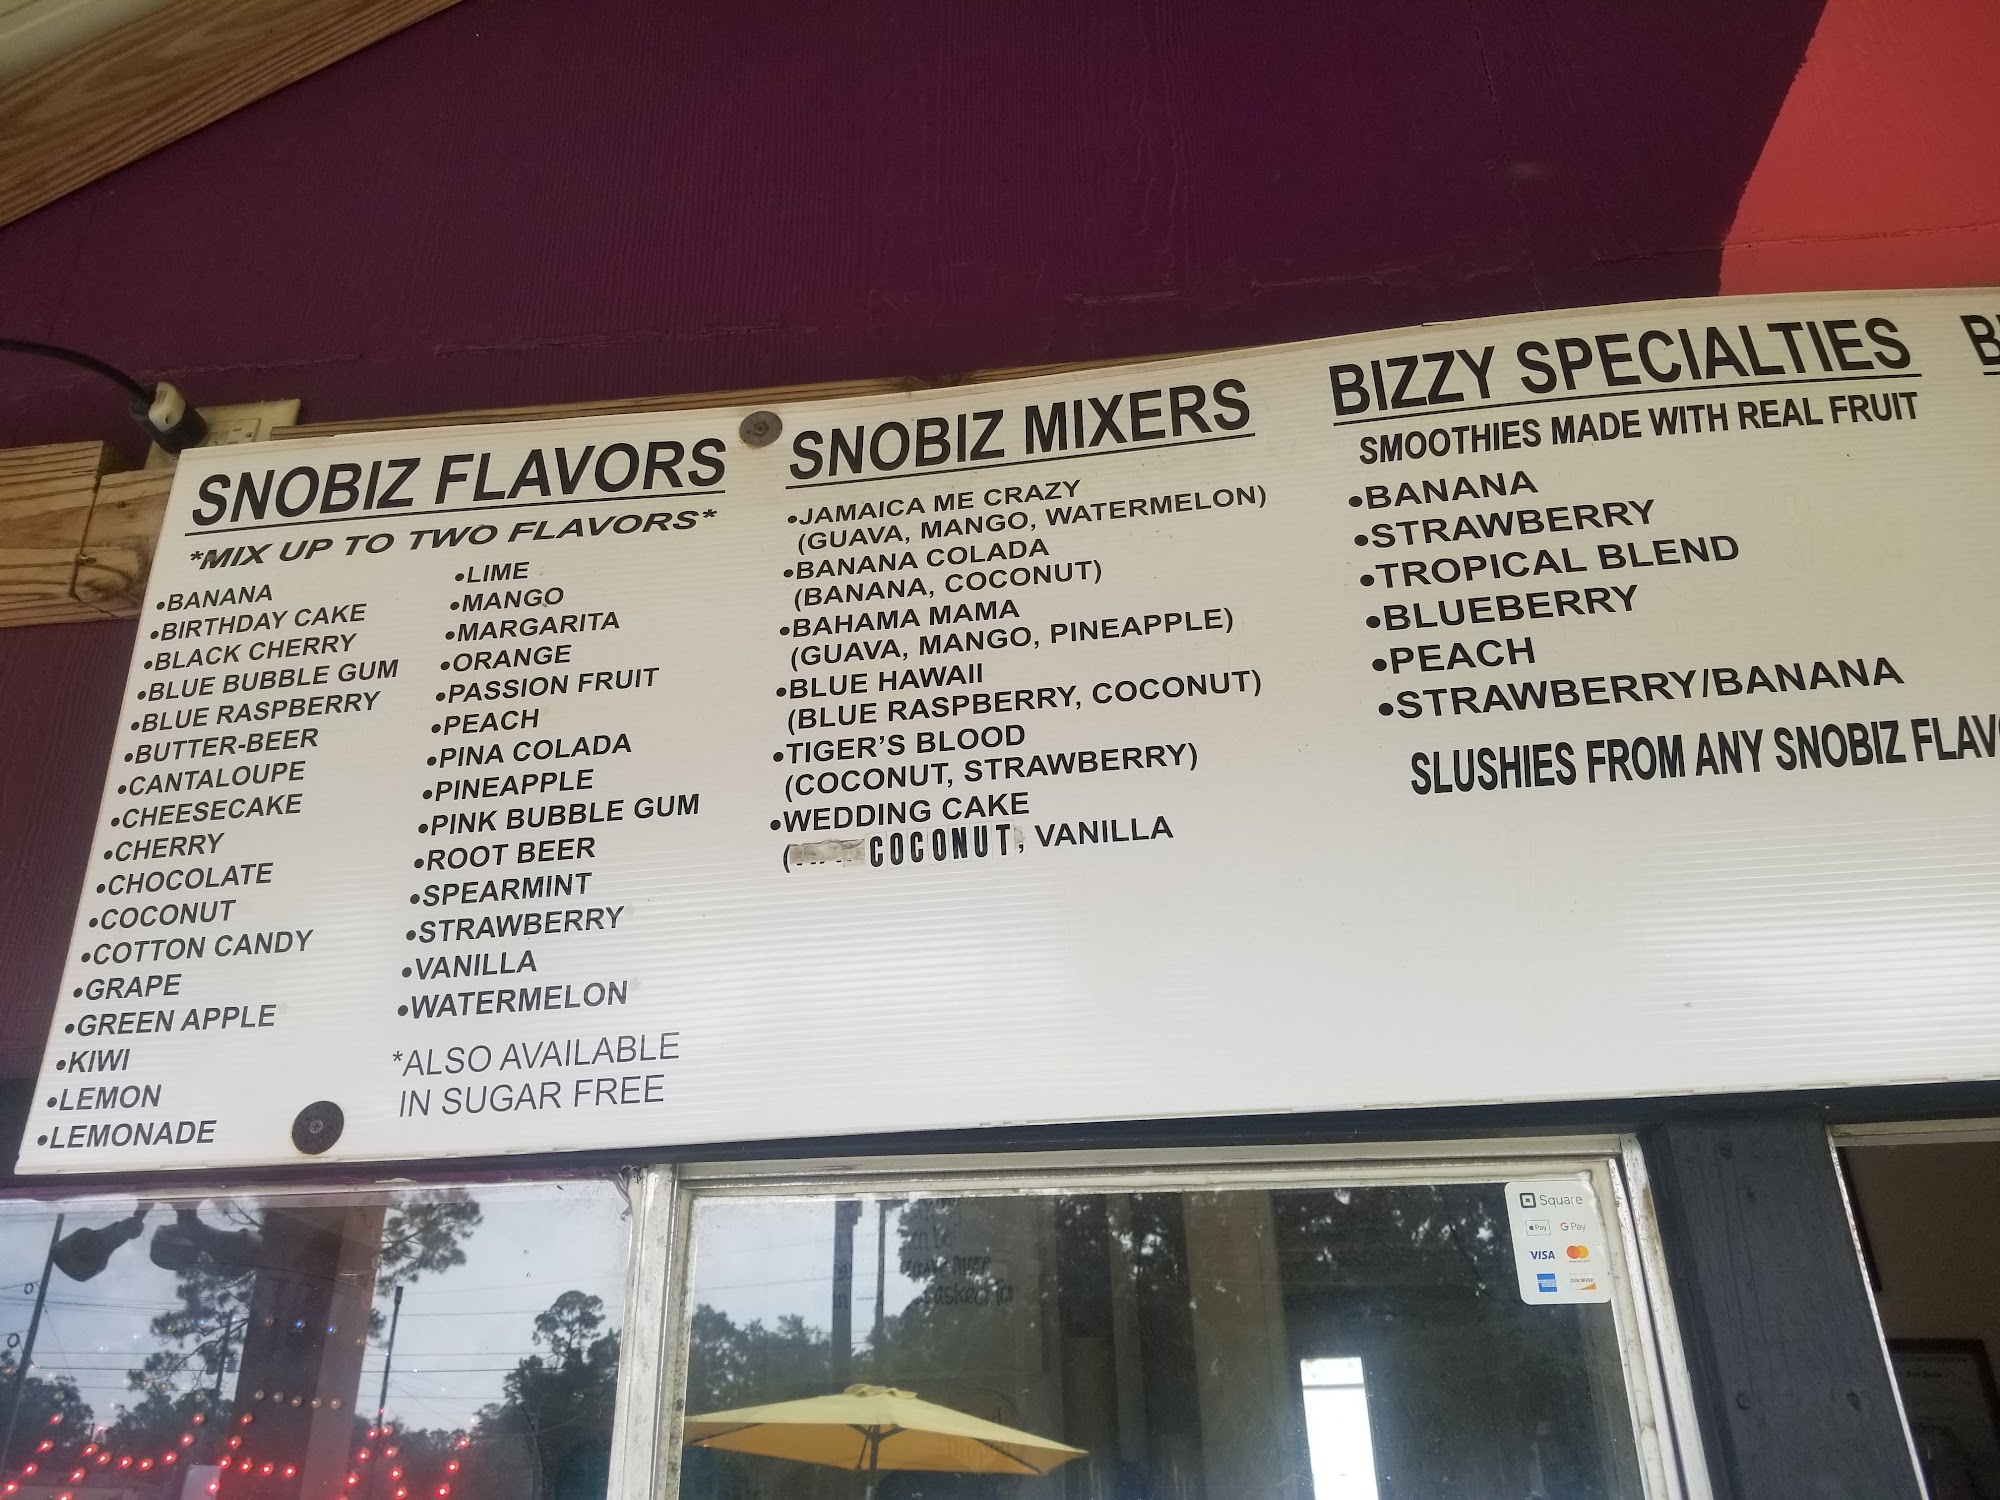 SNOBIZ FLAVORS
*MIX UP TO TWO FLAVORS*
•BANANA
•BIRTHDAY CAKE
•BLACK CHERRY
•BLUE BUBBLE GUM
•BLUE RASPBERRY
•BUTTER-BEER
•CANTALOUPE
•CHEESECAKE
•CHERRY
•CHOCOLATE
•COCONUT
•COTTON CANDY
•GRAPE
•GREEN APPLE
•KIWI
•LEMON
•LEMONADE
•LIME
•MANGO
•MARGARITA
•ORANGE
•PASSION FRUIT
•PEACH
•PINA COLADA
•PINEAPPLE
•PINK BUBBLE GUM
•ROOT BEER
•SPEARMINT
•STRAWBERRY
•VANILLA
•WATERMELON
*ALSO AVAILABLE
IN SUGAR FREE
SNOBIZ MIXERS
•JAMAICA ME CRAZY
(GUAVA, MANGO, WATERMELON)
•BANANA COLADA
(BANANA, COCONUT)
•BAHAMA MAMA
(GUAVA, MANGO, PINEAPPLE)
•BLUE HAWAII
(BLUE RASPBERRY, COCONUT)
•TIGER'S BLOOD
(COCONUT, STRAWBERRY)
•WEDDING CAKE
( COCONUT, VANILLA
BIZZY SPECIALTIES
SMOOTHIES MADE WITH REAL FRUIT
•BANANA
•STRAWBERRY
•TROPICAL BLEND
•BLUEBERRY
•PEACH
•STRAWBERRY/BANANA
SLUSHIES FROM ANY SNOBIZ FLAV
Square
Pay G Pay
VISA mastercard
DISCOVER